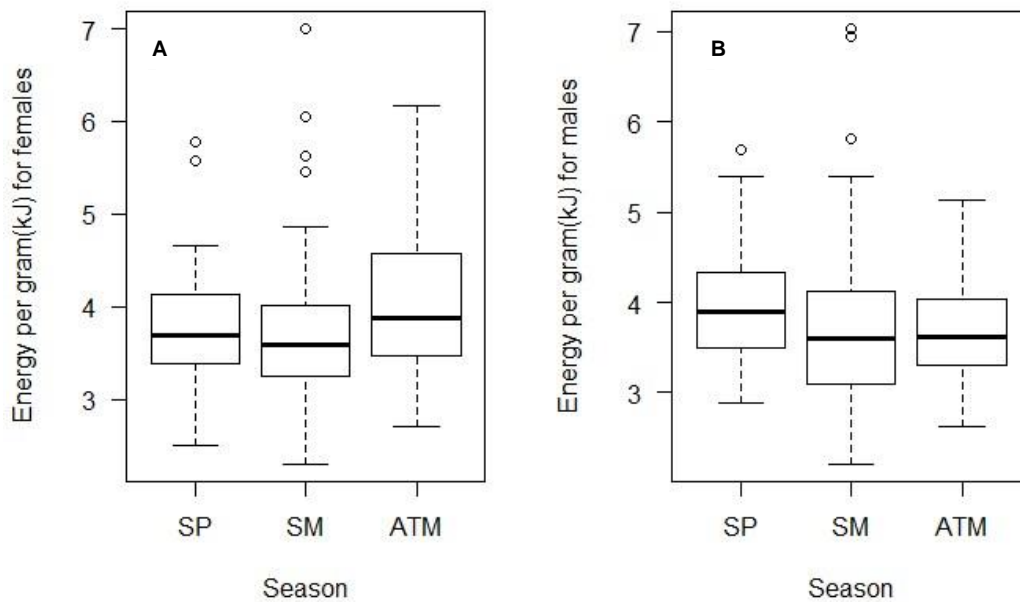 A
Energy per gram(kJ) for females
7
6
5
4
3
SP SM ATM
Season
B
Energy per gram(kJ) for males
7
6
5
4
3
SP SM ATM
Season